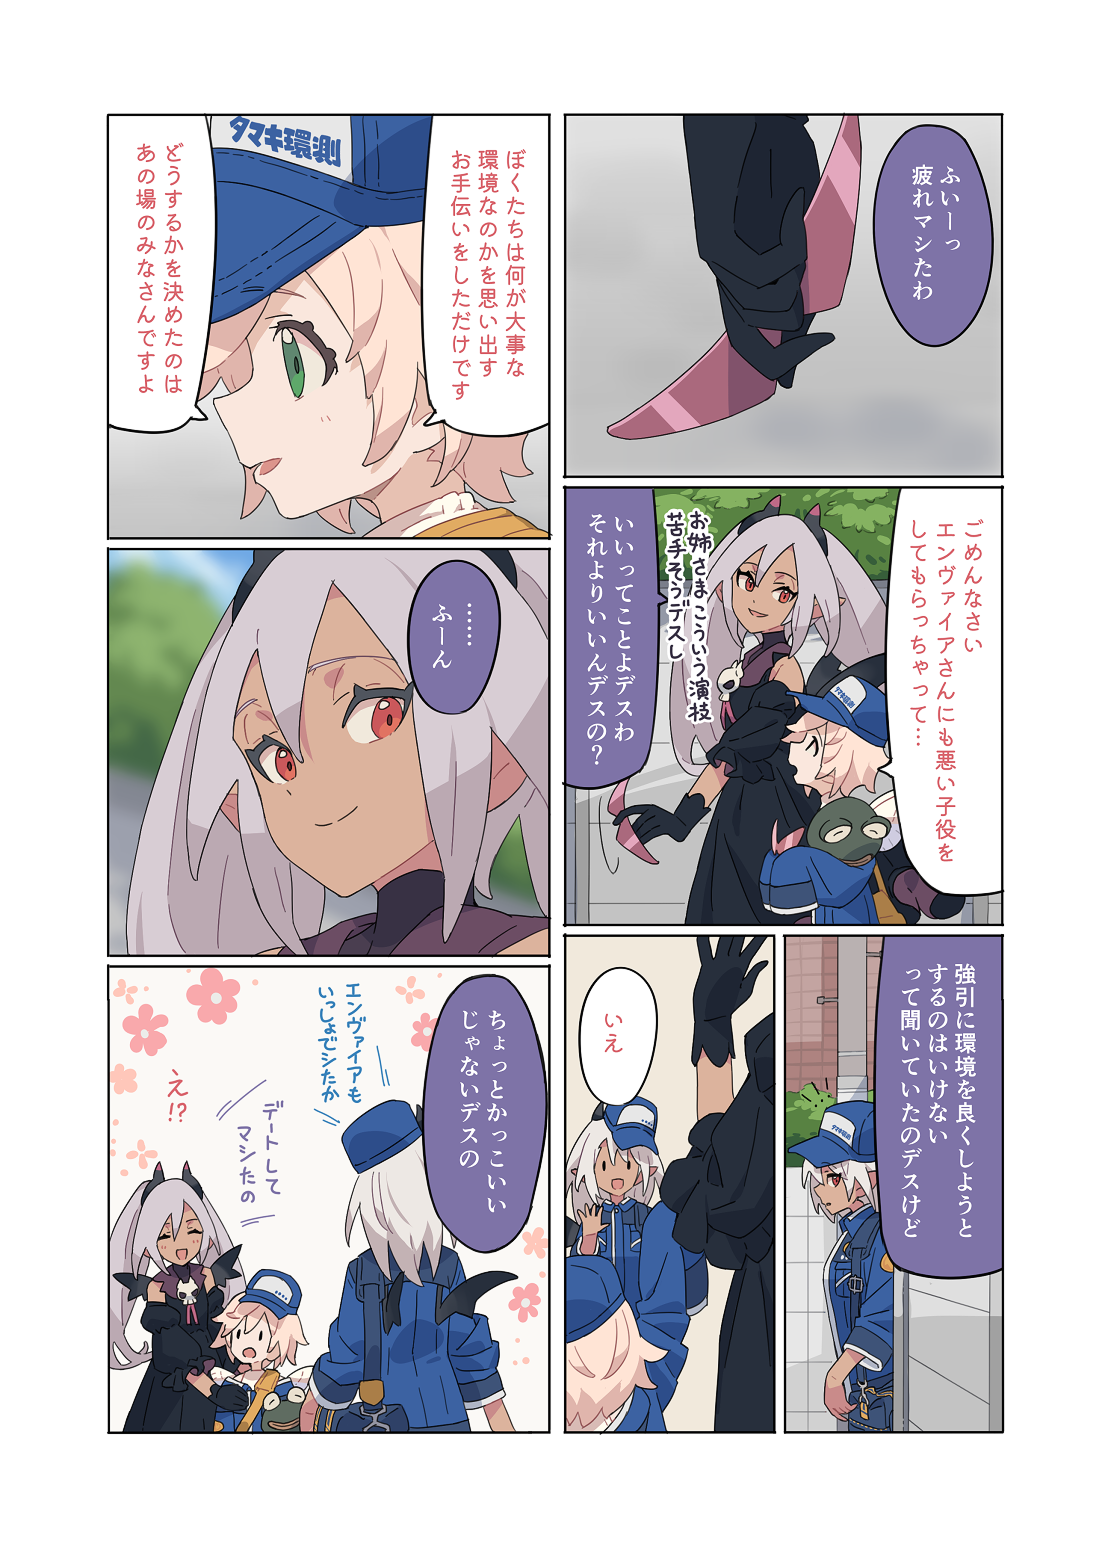 ふいーっ
疲れマシたわ
ごめんなさい
エンヴァイアさんにも悪い子役を
してもらっちゃって…
お姉さまこういう演技
苦手そうデスし
いいってことよデスわ
それよりいいんデスの?
タマキ環測
強引に環境を良くしようと
するのはいけない
って聞いていたのデスけど
タマキ環測
いえ
タマキ環測
ぼくたちは何が大事な
環境なのかを思い出す
お手伝いをしただけです
どうするかを決めたのは
あの場のみなさんですよ
……
ふーん
ちょっとかっこいい
じゃないデスの
エンヴァイアも
いっしょでシたか
デートして
マシたの
え!?